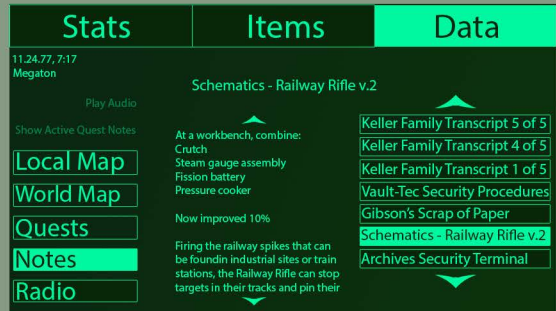 Stats
Items
Data
11.24.77, 7:17
Megaton
Play Audio
Show Active Quest Notes
Local Map
World Map
Quests
Notes
Radio
Schematics - Railway Rifle v.2
At a workbench, combine:
Crutch
Steam gauge assembly
Fission battery
Pressure cooker
Now improved 10%
Firing the railway spikes that can
be foundin industrial sites or train
stations, the Railway Rifle can stop
targets in their tracks and pin their
Keller Family Transcript 5 of 5
Keller Family Transcript 4 of 5
Keller Family Transcript 1 of 5
Vault-Tec Security Procedures
Gibson's Scrap of Paper
Schematics - Railway Rifle v.2
Archives Security Terminal